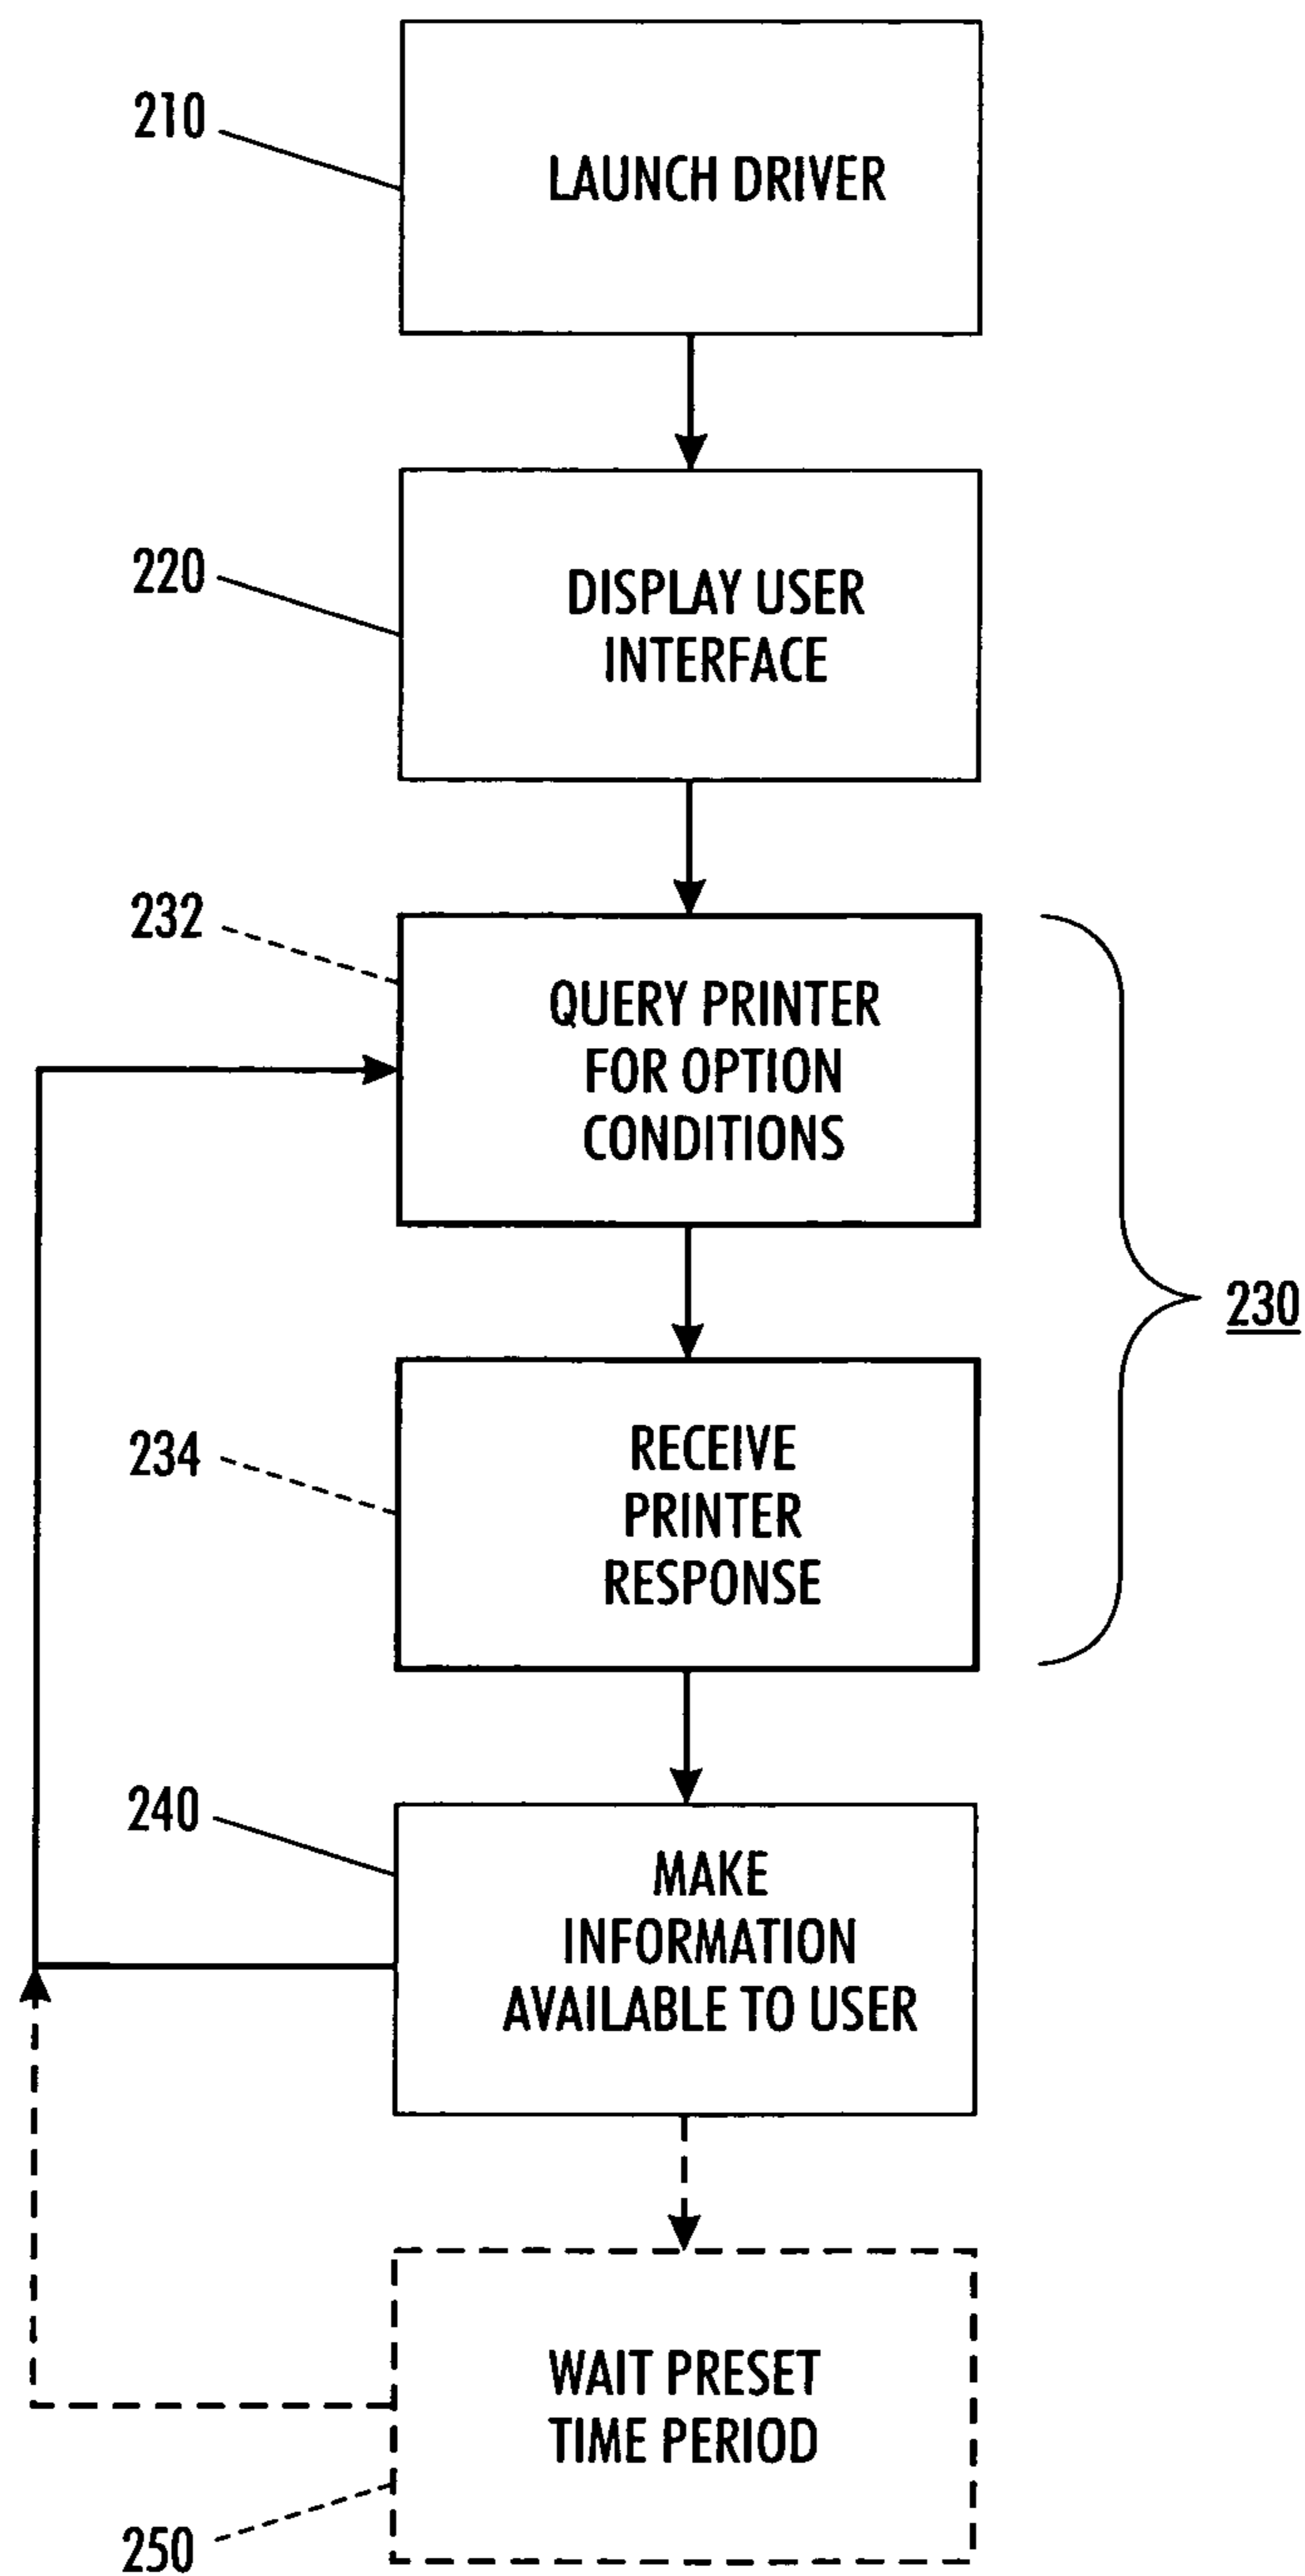 210
LAUNCH DRIVER
220
DISPLAY USER
INTERFACE
232
QUERY PRINTER
FOR OPTION
CONDITIONS
230
234
RECEIVE
PRINTER
RESPONSE
240
MAKE
INFORMATION
AVAILABLE TO USER
WAIT PRESET
TIME PERIOD
250